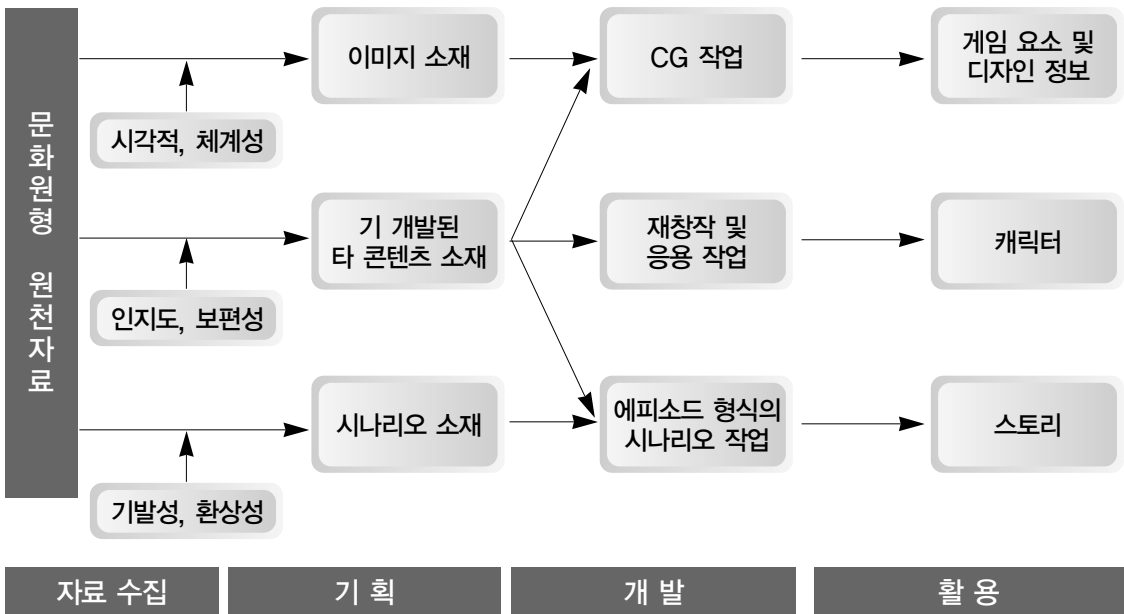 문화원형 원천자료
이미지 소재
CG 작업
게임 요소 및
디자인 정보
시각적, 체계성
기 개발된
타 콘텐츠 소재
재창작 및
응용 작업
캐릭터
인지도, 보편성
시나리오 소재
에피소드 형식의
시나리오 작업
스토리
기발성, 환상성
자료 수집
기 획
개 발
활 용